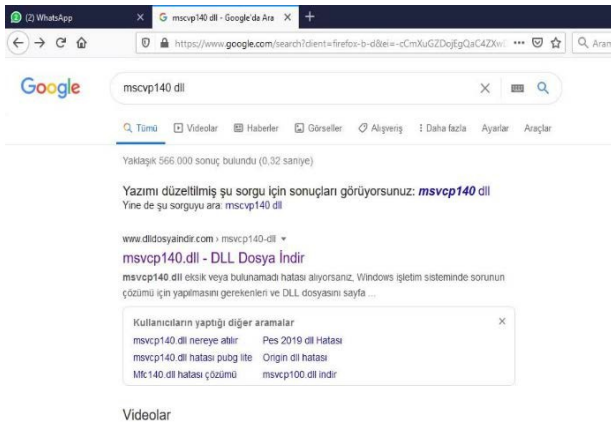 (2) WhatsApp
mscvp140 dll - Google'da Ara
https://www.google.com/search?client=firefox-b-d&ei=-cCmXuGZDojEgQaC4ZXw
Aran
Google
mscvp140 dll
Tümü Videolar Haberler Görseller Alışveriş Daha fazla Ayarlar Araçlar
Yaklaşık 566.000 sonuç bulundu (0,32 saniye)
Yazımı düzeltilmiş şu sorgu için sonuçları görüyorsunuz: msvcp140 dll
Yine de şu sorguyu ara: mscvp140 dll
www.dlldosyaindir.com › msvcp140-dll
msvcp140.dll - DLL Dosya İndir
msvcp140.dll eksik veya bulunamadı hatası alıyorsanız, Windows işletim sisteminde sorunun
çözümü için yapılmasını gerekenleri ve DLL dosyasını sayfa ...
Kullanıcıların yaptığı diğer aramalar
msvcp140.dll nereye atılır Pes 2019 dll Hatası
msvcp140.dll hatası pubg lite Origin dll hatası
Mfc140.dll hatası çözümü msvcp100.dll indir
Videolar